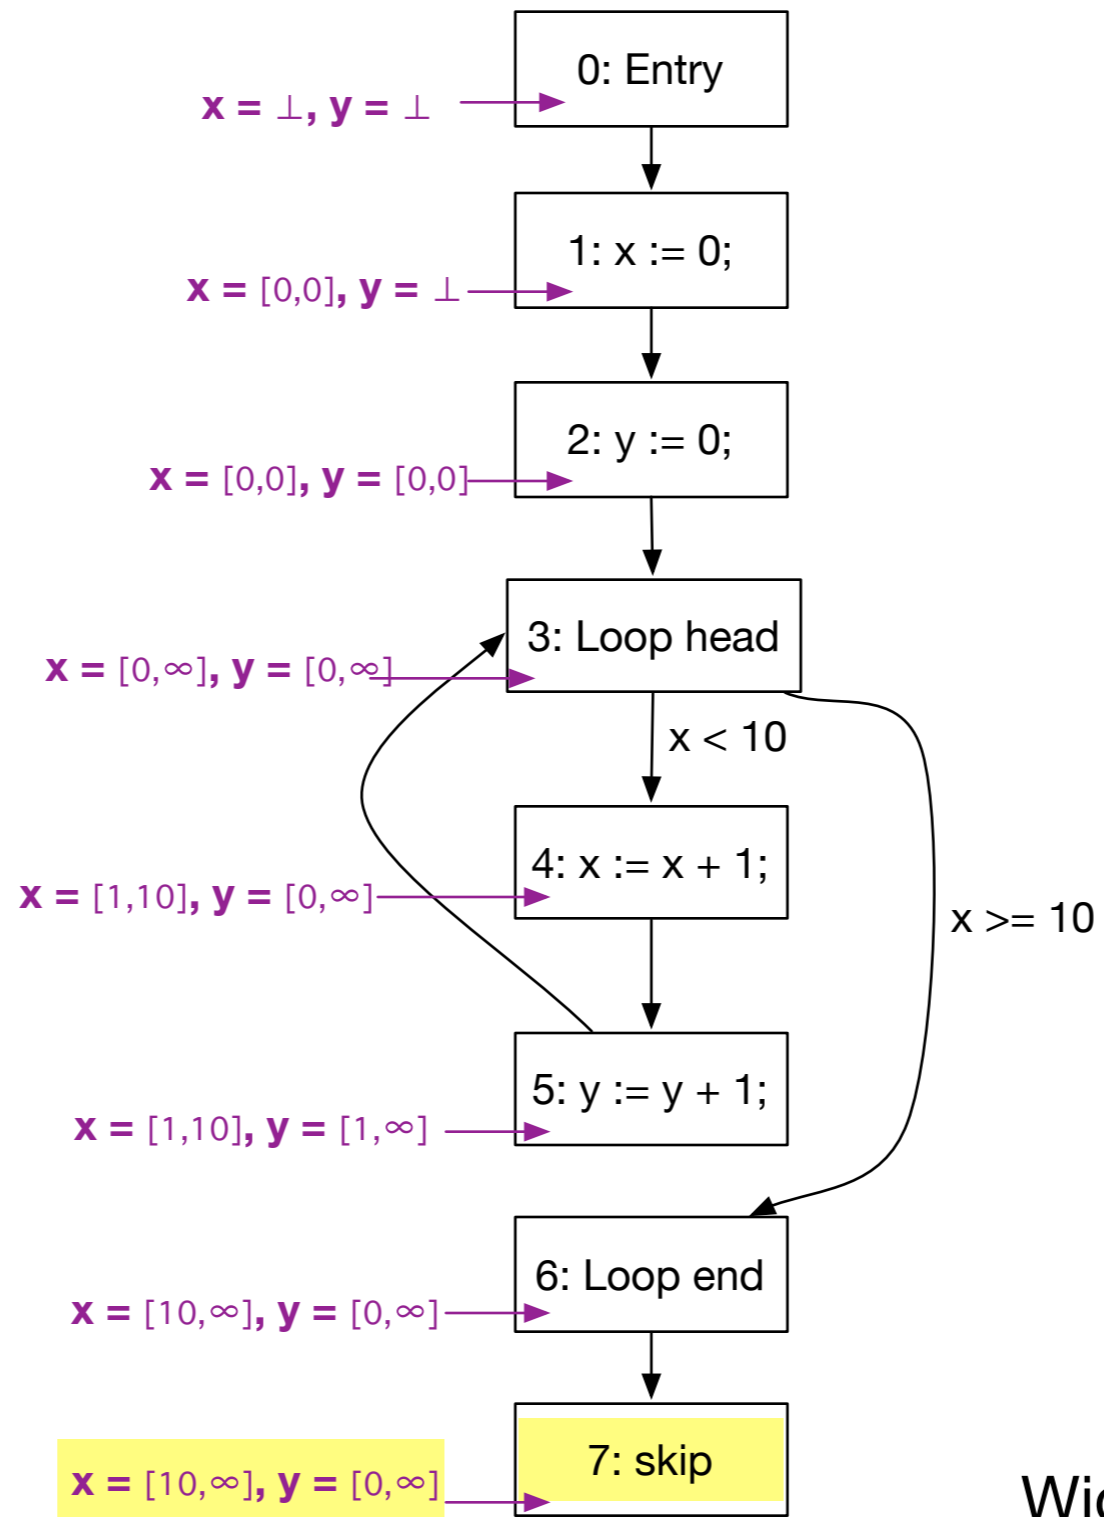 0: Entry
x = ⊥, y = ⊥
1: x := 0;
x = [0,0], y = ⊥
2: y := 0;
x = [0,0], y = [0,0]
3: Loop head
x = [0,∞], y = [0,∞]
x < 10
4: x := x + 1;
x = [1,10], y = [0,∞]
x >= 10
5: y := y + 1;
x = [1,10], y = [1,∞]
6: Loop end
x = [10,∞], y = [0,∞]
7: skip
x = [10,∞], y = [0,∞]